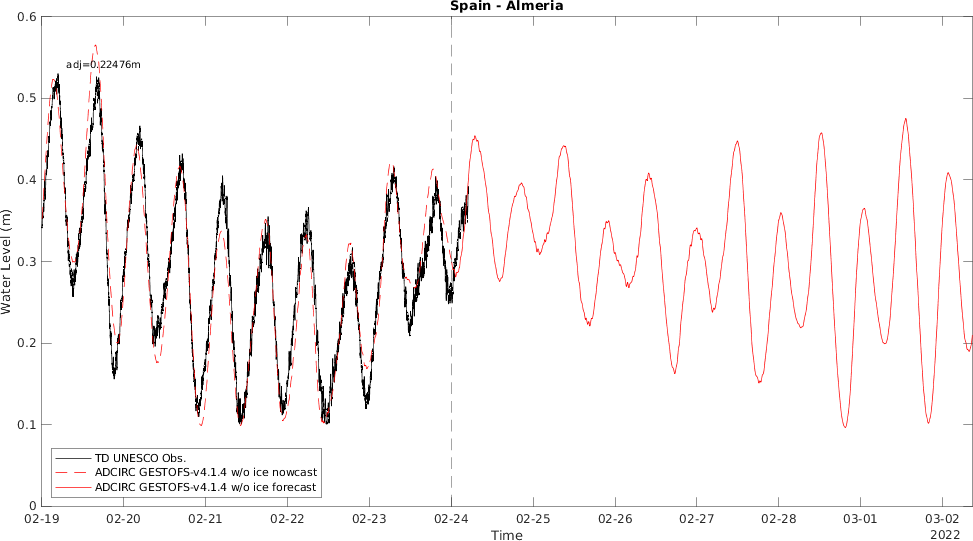 Spain - Almeria
0.6
adj=0.22476m
0.5
0.4
0.3
0.2
0.1
0
Water Level (m)
TD UNESCO Obs.
ADCIRC GESTOFS-v4.1.4 w/o ice nowcast
ADCIRC GESTOFS-v4.1.4 w/o ice forecast
02-19 02-20 02-21 02-22 02-23 02-24 02-25 02-26 02-27 02-28 03-01 03-02
Time 2022